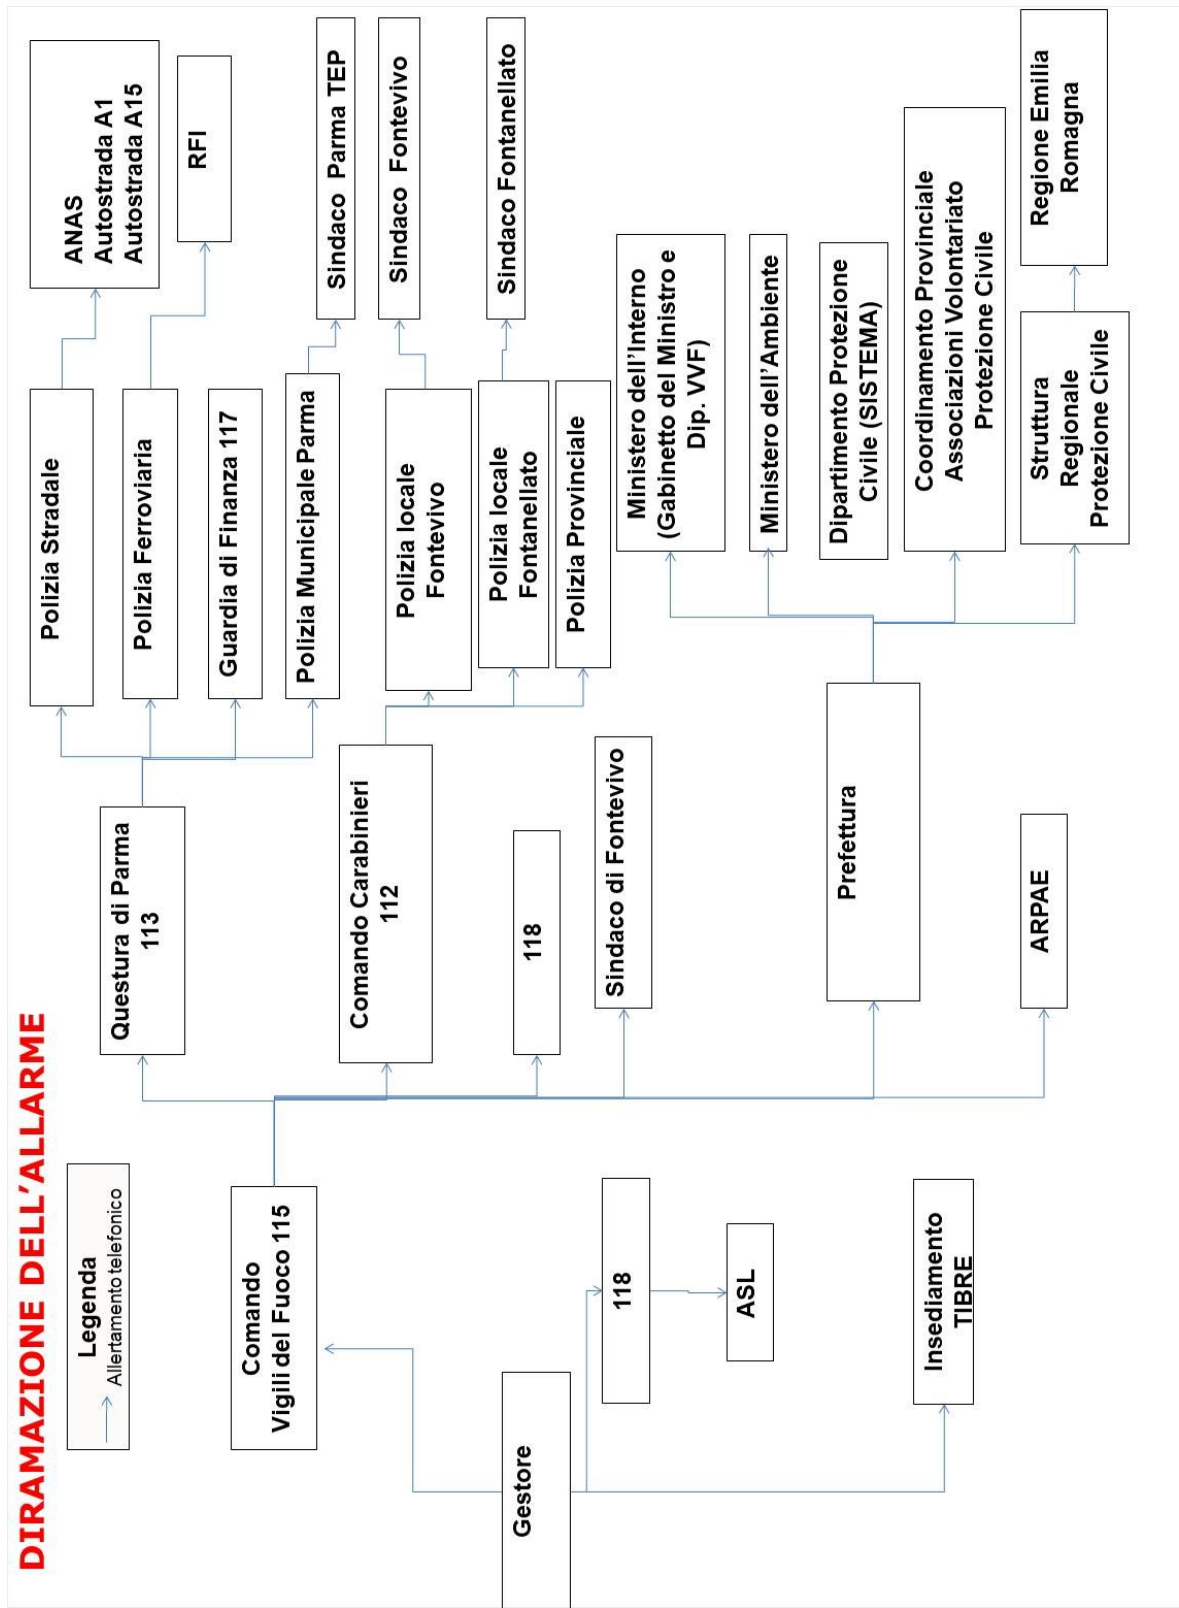 DIRAMAZIONE DELL'ALLARME
Legenda
Allertamento telefonico
Gestore
Comando
Vigili del Fuoco 115
118
ASL
Insediamento
TIBRE
Questura di Parma
113
Comando Carabinieri
112
118
Sindaco di Fontevivo
Prefettura
ARPAE
Polizia Stradale
Polizia Ferroviaria
Guardia di Finanza 117
Polizia Municipale Parma
Polizia locale
Fontevivo
Polizia locale
Fontanellato
Polizia Provinciale
Ministero dell'Interno
(Gabinetto del Ministro e
Dip. VVF)
Ministero dell'Ambiente
Dipartimento Protezione
Civile (SISTEMA)
Coordinamento Provinciale
Associazioni Volontariato
Protezione Civile
Struttura
Regionale
Protezione Civile
ANAS
Autostrada A1
Autostrada A15
RFI
Sindaco Parma TEP
Sindaco Fontevivo
Sindaco Fontanellato
Regione Emilia
Romagna